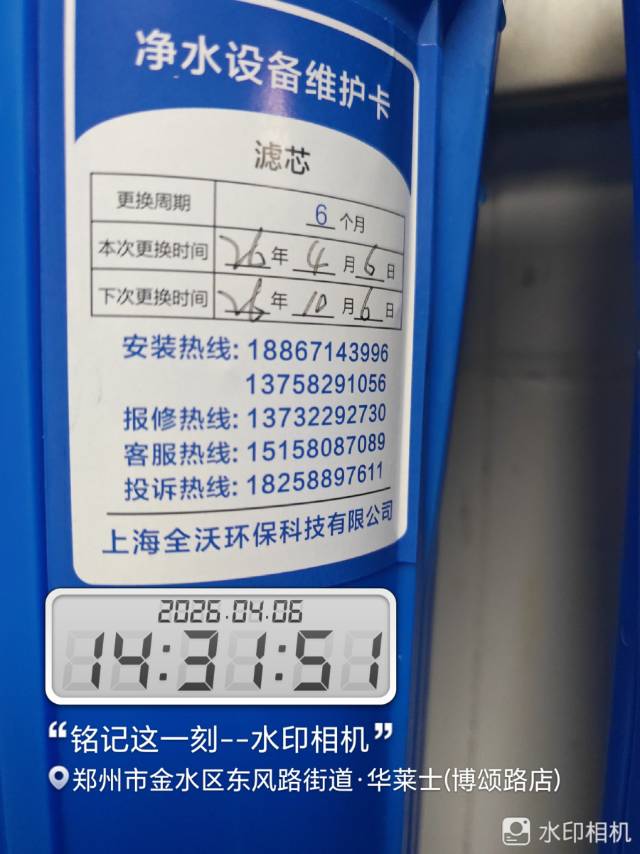 净水设备维护卡
滤芯
更换周期 6 个月
本次更换时间 26 年 4 月 6 日
下次更换时间 26 年 10 月 6 日
安装热线: 18867143996
13758291056
报修热线: 13732292730
客服热线: 15158087089
投诉热线: 18258897611
上海全沃环保科技有限公司
2026.04.06
14:31:51
“铭记这一刻--水印相机”
郑州市金水区东风路街道·华莱士(博颂路店)
水印相机